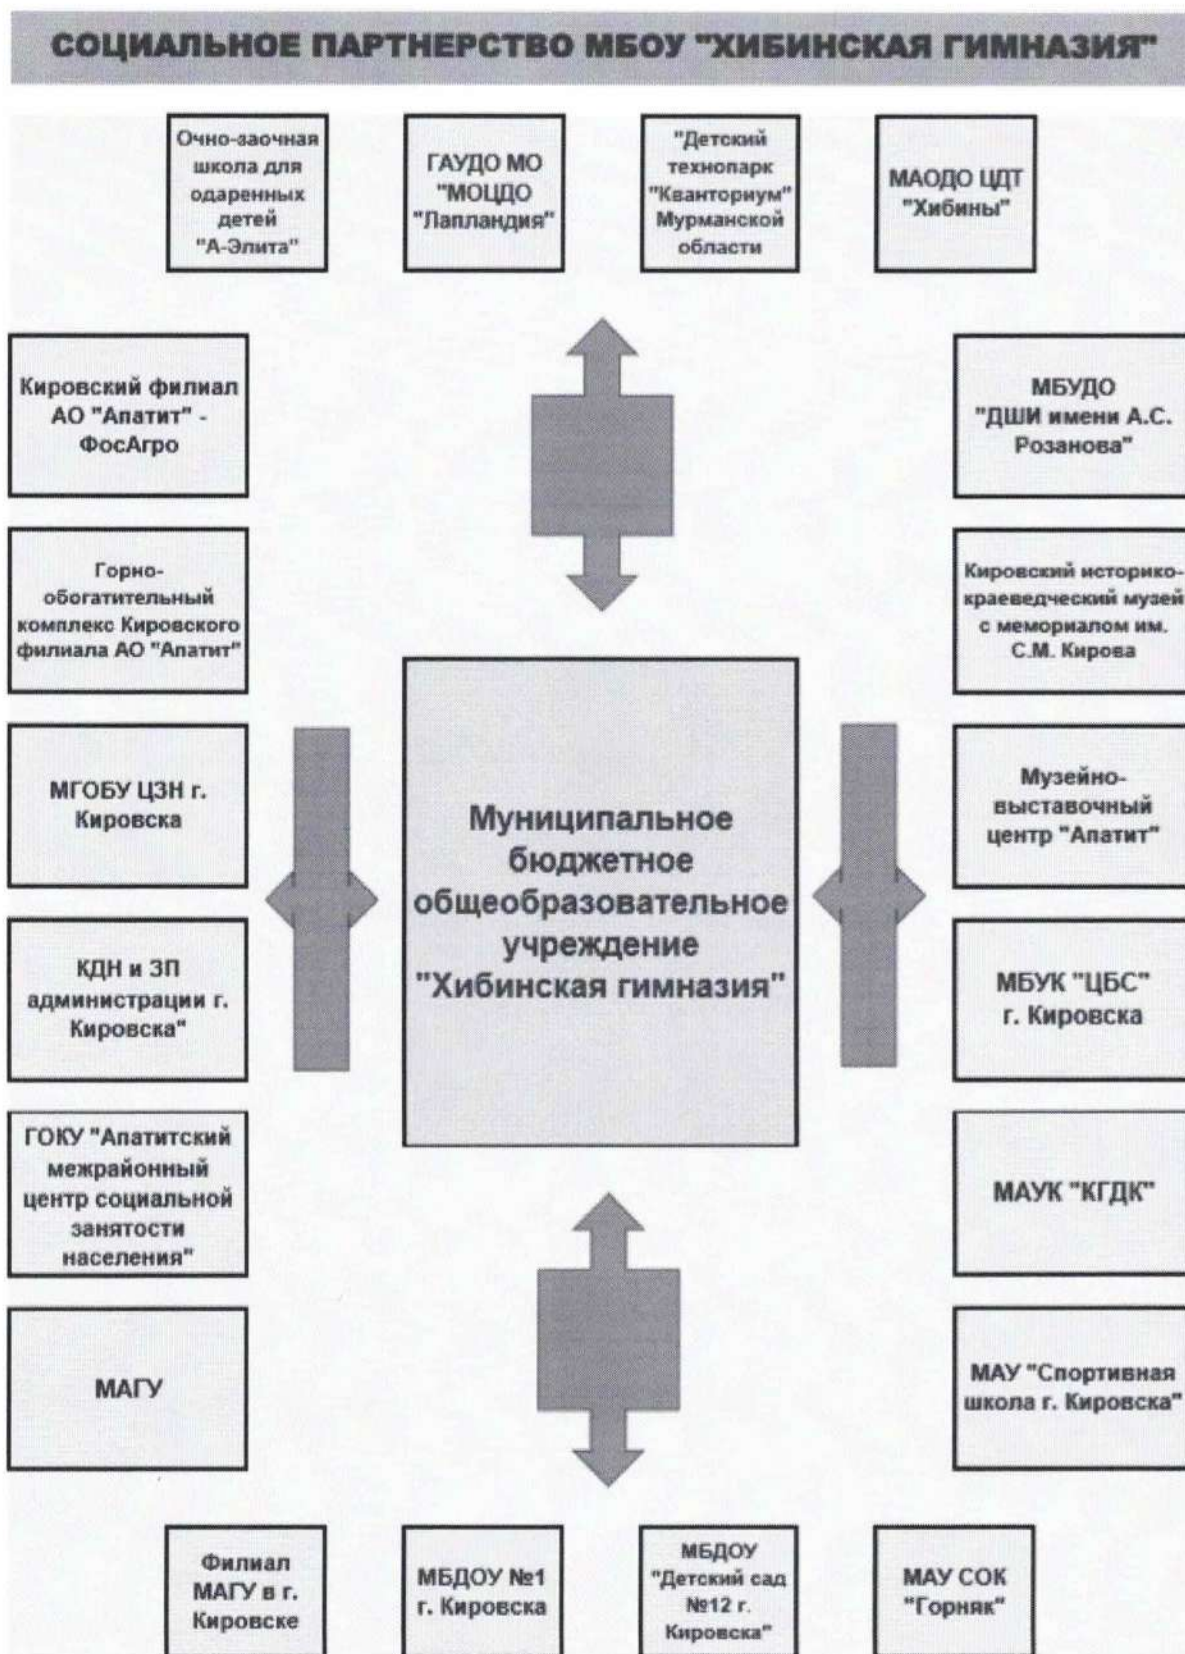 СОЦИАЛЬНОЕ ПАРТНЕРСТВО МБОУ "ХИБИНСКАЯ ГИМНАЗИЯ"
Очно-заочная
школа для
одаренных
детей
"А-Элита"
ГАУДО МО
"МОЦДО
"Лапландия"
"Детский
технопарк
"Кванториум"
Мурманской
области
МАОДО ЦДТ
"Хибины"
Кировский филиал
АО "Апатит" -
ФосАгро
Горно-
обогатительный
комплекс Кировского
филиала АО "Апатит"
МГОБУ ЦЗН г.
Кировска
КДН и ЗП
администрации г.
Кировска"
ГОКУ "Апатитский
межрайонный
центр социальной
занятости
населения"
МАГУ
Муниципальное
бюджетное
общеобразовательное
учреждение
"Хибинская гимназия"
МБУДО
"ДШИ имени А.С.
Розанова"
Кировский историко-
краеведческий музей
с мемориалом им.
С.М. Кирова
Музейно-
выставочный
центр "Апатит"
МБУК "ЦБС"
г. Кировска
МАУК "КГДК"
МАУ "Спортивная
школа г. Кировска"
Филиал
МАГУ в г.
Кировске
МБДОУ №1
г. Кировска
МБДОУ
"Детский сад
№12 г.
Кировска"
МАУ СОК
"Горняк"